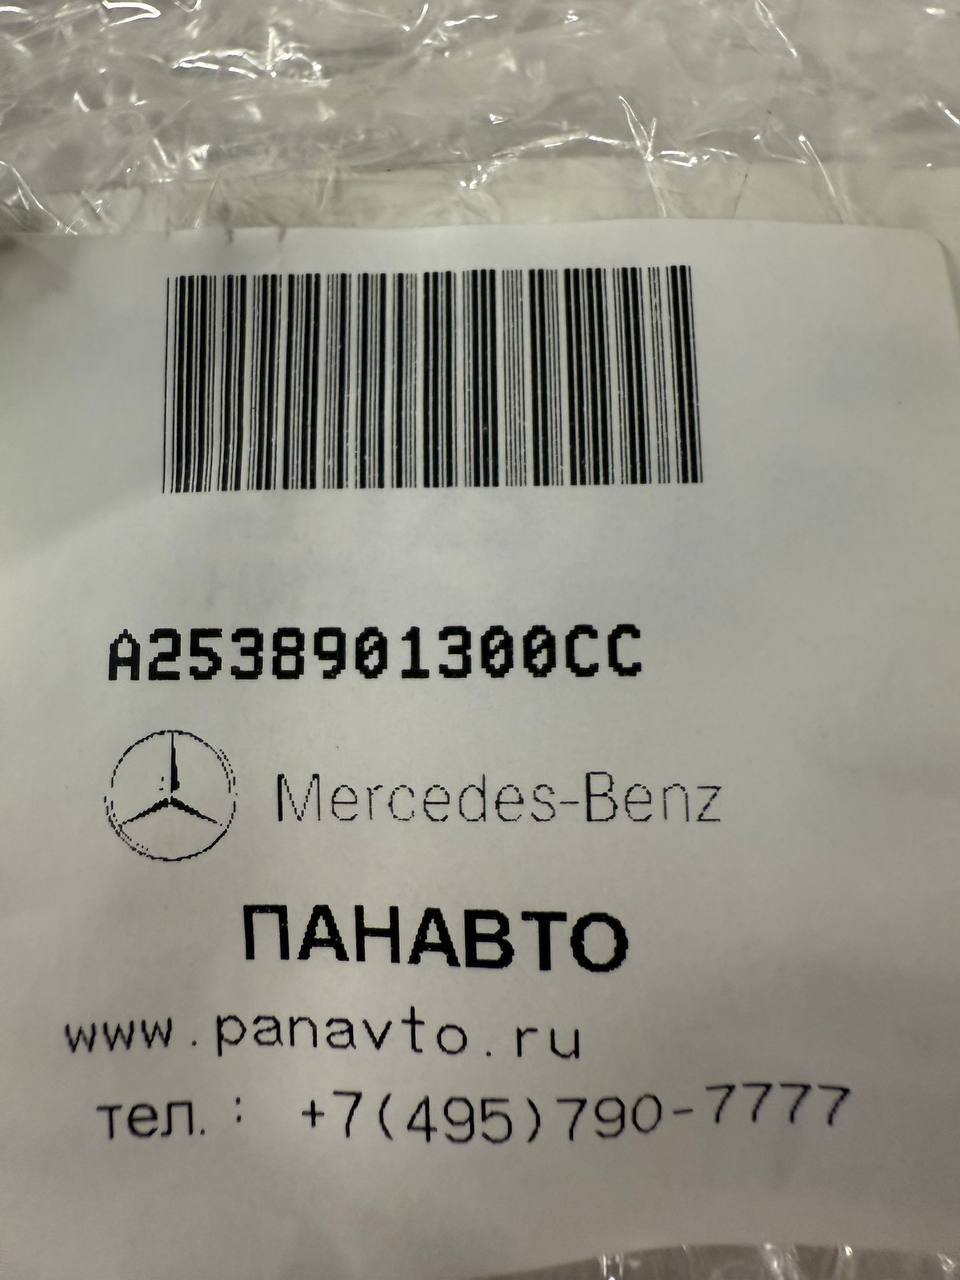 A2538901300CC
Mercedes-Benz
ПАНАВТО
www.panavto.ru
тел.: +7(495)790-7777